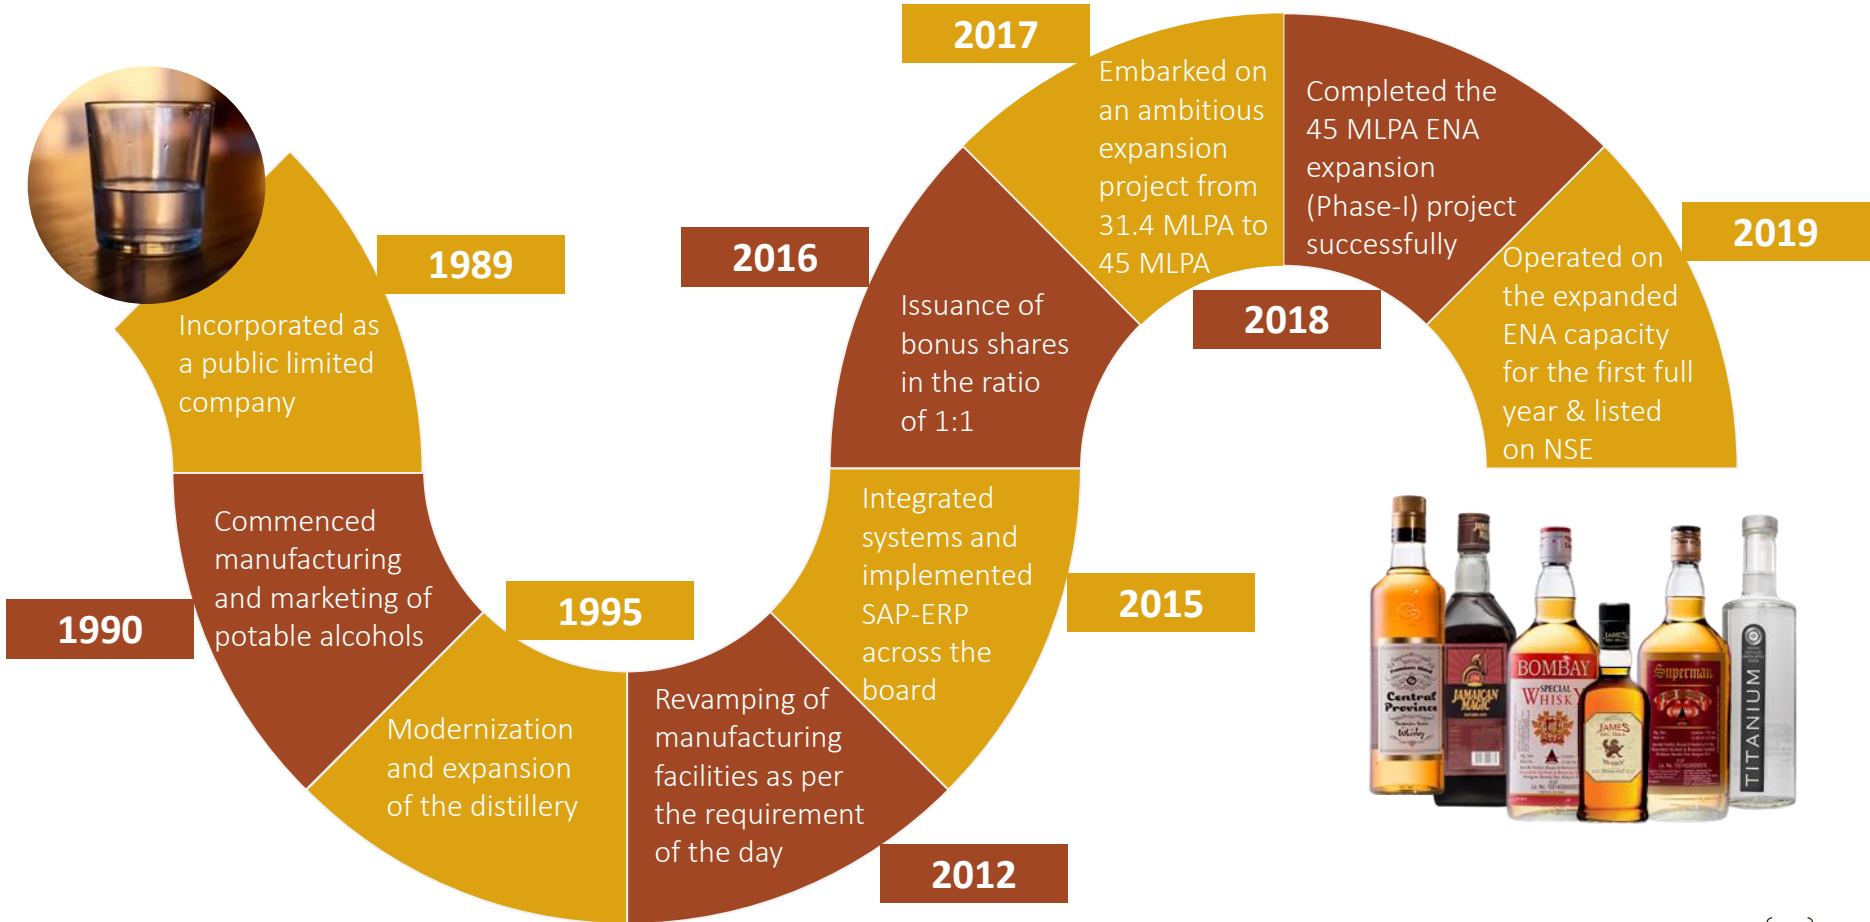 1989
Incorporated as
a public limited
company
1990
Commenced
manufacturing
and marketing of
potable alcohols
1995
Modernization
and expansion
of the distillery
2012
Revamping of
manufacturing
facilities as per
the requirement
of the day
2015
Integrated
systems and
implemented
SAP-ERP
across the
board
2016
Issuance of
bonus shares
in the ratio
of 1:1
2017
Embarked on
an ambitious
expansion
project from
31.4 MLPA to
45 MLPA
2018
Completed the
45 MLPA ENA
expansion
(Phase-I) project
successfully
2019
Operated on
the expanded
ENA capacity
for the first full
year & listed
on NSE
Central
Province
Whisky
JAMAICAN
MAGIC
BOMBAY
SPECIAL
WHISKY
JAMES
Superman
TITANIUM